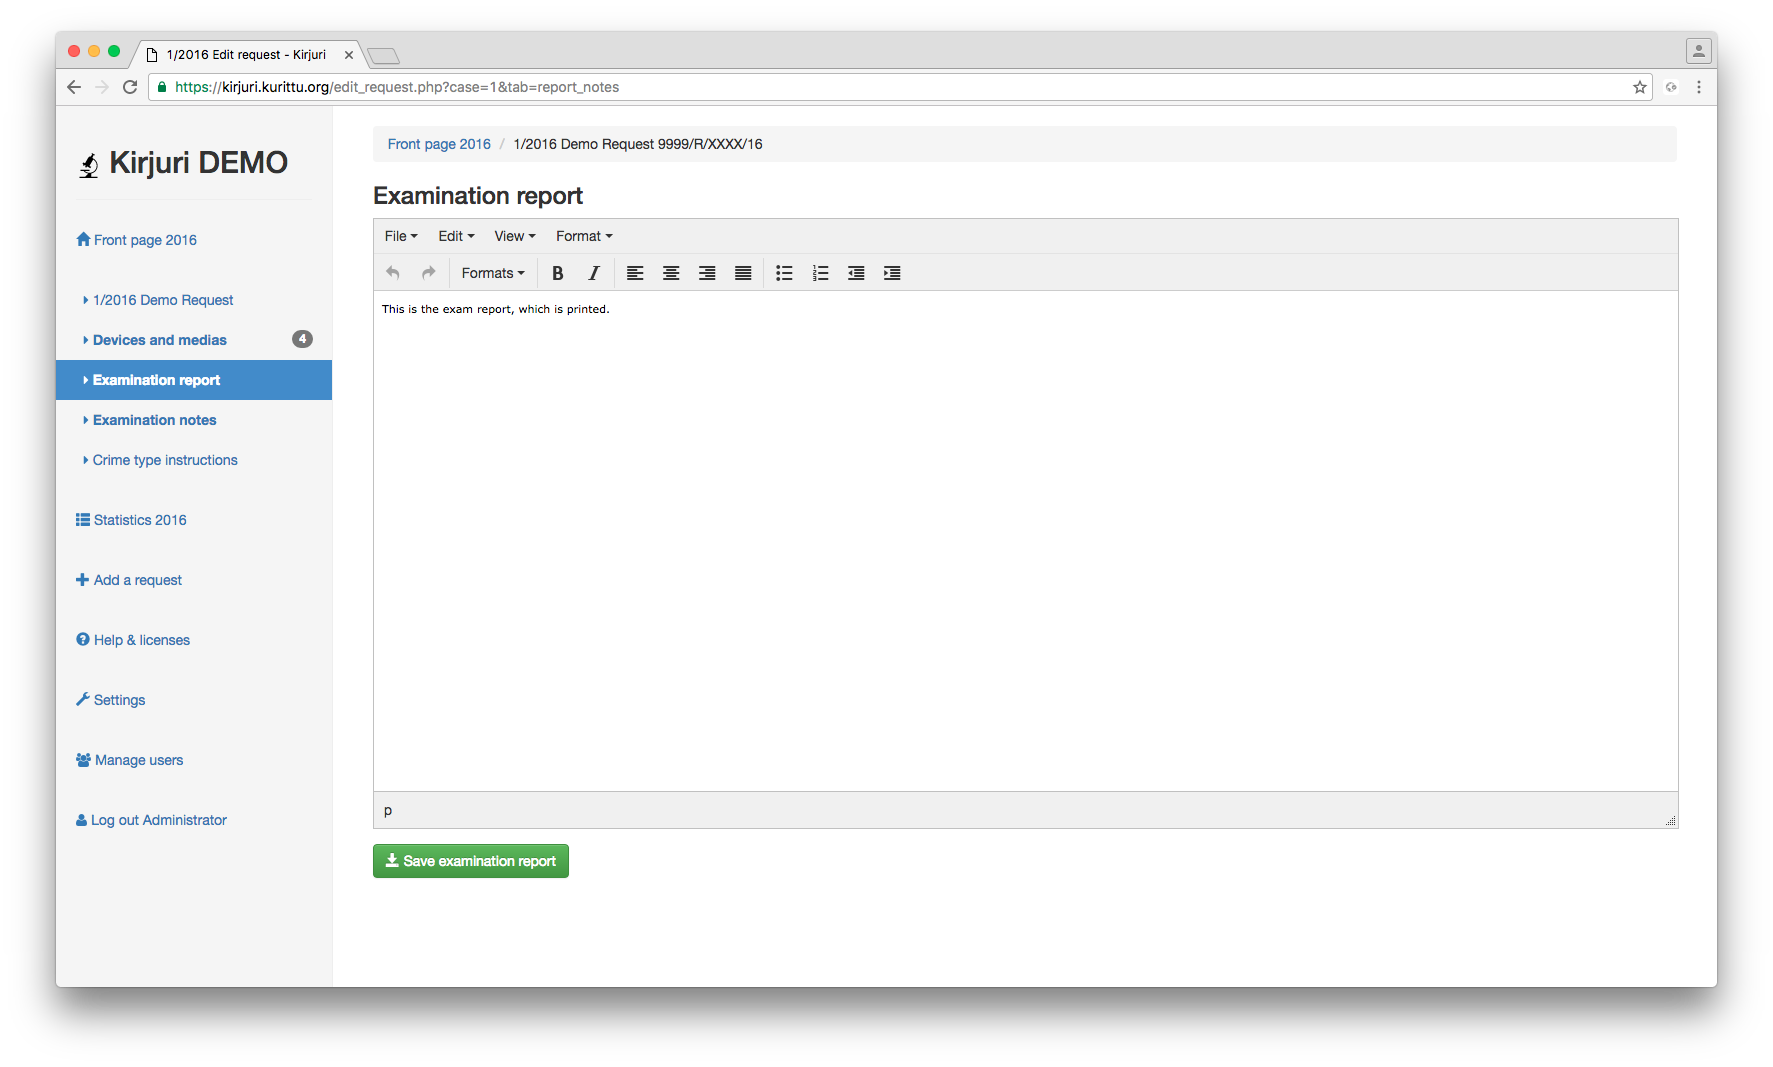 1/2016 Edit request - Kirjuri
https://kirjuri.kurittu.org/edit_request.php?case=1&tab=report_notes
Kirjuri DEMO
Front page 2016
1/2016 Demo Request
Devices and medias 4
Examination report
Examination notes
Crime type instructions
Statistics 2016
Add a request
Help & licenses
Settings
Manage users
Log out Administrator
Front page 2016 / 1/2016 Demo Request 9999/R/XXXX/16
Examination report
File Edit View Format
Formats B I
This is the exam report, which is printed.
p
Save examination report